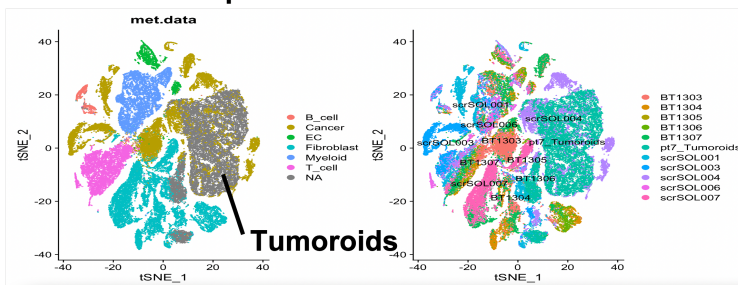 met.data
40
20
0
-20
-40
tSNE_2
-40
-20
0
20
40
tSNE_1
B_cell
Cancer
EC
Fibroblast
Myeloid
T_cell
NA
Tumoroids
40
20
0
-20
-40
tSNE_2
-40
-20
0
20
40
tSNE_1
scrSOL001
scrSOL004
scrSOL006
scrSOL003
BT1303
pt7_Tumoroids
BT1307
BT1305
scrSOL007
BT1306
BT1304
BT1303
BT1304
BT1305
BT1306
BT1307
pt7_Tumoroids
scrSOL001
scrSOL003
scrSOL004
scrSOL006
scrSOL007